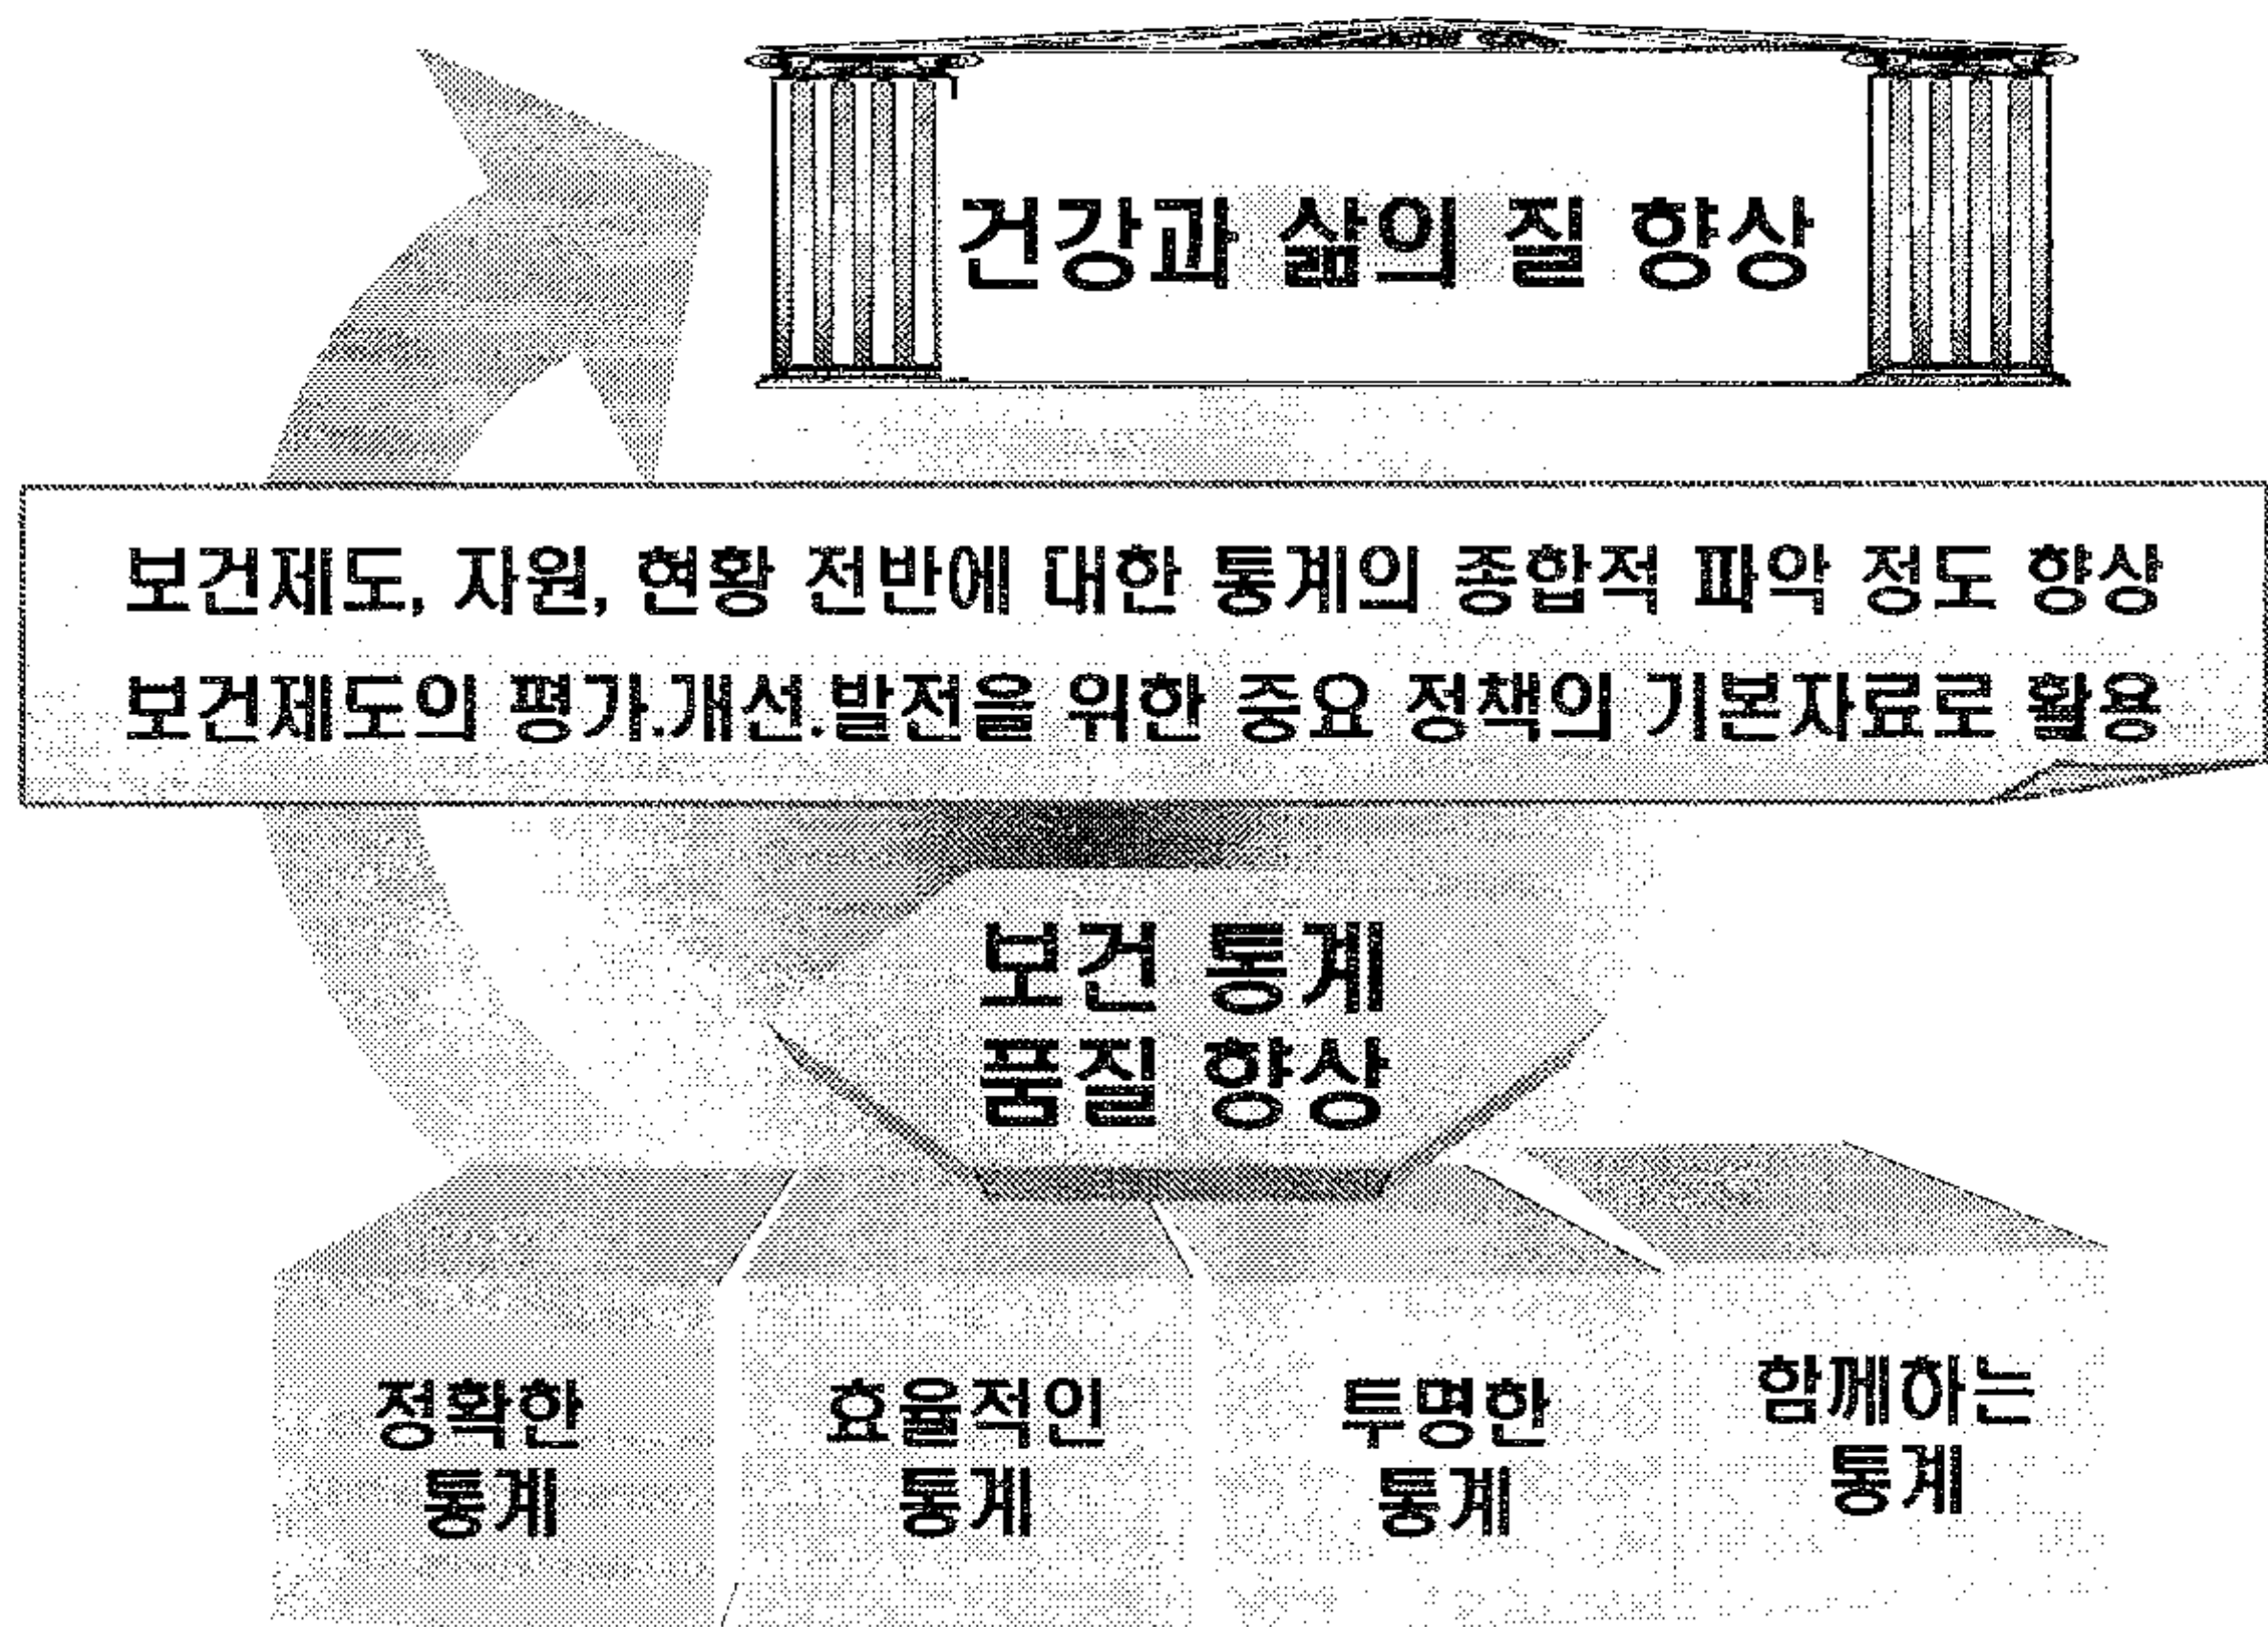 건강과 삶의 질 향상
보건제도, 자원, 현황 전반에 대한 통계의 종합적 파악 정도 향상
보건제도의 평가.개선.발전을 위한 중요 정책의 기본자료로 활용
보건 통계
품질 향상
정확한
통계
효율적인
통계
투명한
통계
함께하는
통계